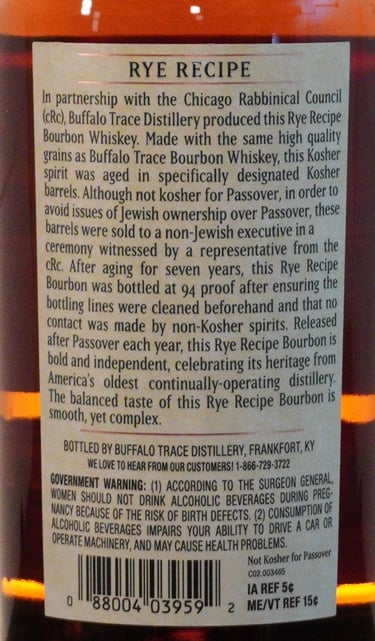 RYE RECIPE
In partnership with the Chicago Rabbinical Council
(cRc), Buffalo Trace Distillery produced this Rye Recipe
Bourbon Whiskey. Made with the same high quality
grains as Buffalo Trace Bourbon Whiskey, this Kosher
spirit was aged in specifically designated Kosher
barrels. Although not kosher for Passover, in order to
avoid issues of Jewish ownership over Passover, these
barrels were sold to a non-Jewish executive in a
ceremony witnessed by a representative from the
cRc. After aging for seven years, this Rye Recipe
Bourbon was bottled at 94 proof after ensuring the
bottling lines were cleaned beforehand and that no
contact was made by non-Kosher spirits. Released
after Passover each year, this Rye Recipe Bourbon is
bold and independent, celebrating its heritage from
America's oldest continually-operating distillery.
The balanced taste of this Rye Recipe Bourbon is
smooth, yet complex.
BOTTLED BY BUFFALO TRACE DISTILLERY, FRANKFORT, KY
WE LOVE TO HEAR FROM OUR CUSTOMERS! 1-866-729-3722
GOVERNMENT WARNING: (1) ACCORDING TO THE SURGEON GENERAL,
WOMEN SHOULD NOT DRINK ALCOHOLIC BEVERAGES DURING PREG-
NANCY BECAUSE OF THE RISK OF BIRTH DEFECTS. (2) CONSUMPTION OF
ALCOHOLIC BEVERAGES IMPAIRS YOUR ABILITY TO DRIVE A CAR OR
OPERATE MACHINERY, AND MAY CAUSE HEALTH PROBLEMS.
Not Kosher for Passover
C02.003465
IA REF 5¢
ME/VT REF 15¢
0 88004 03959 2